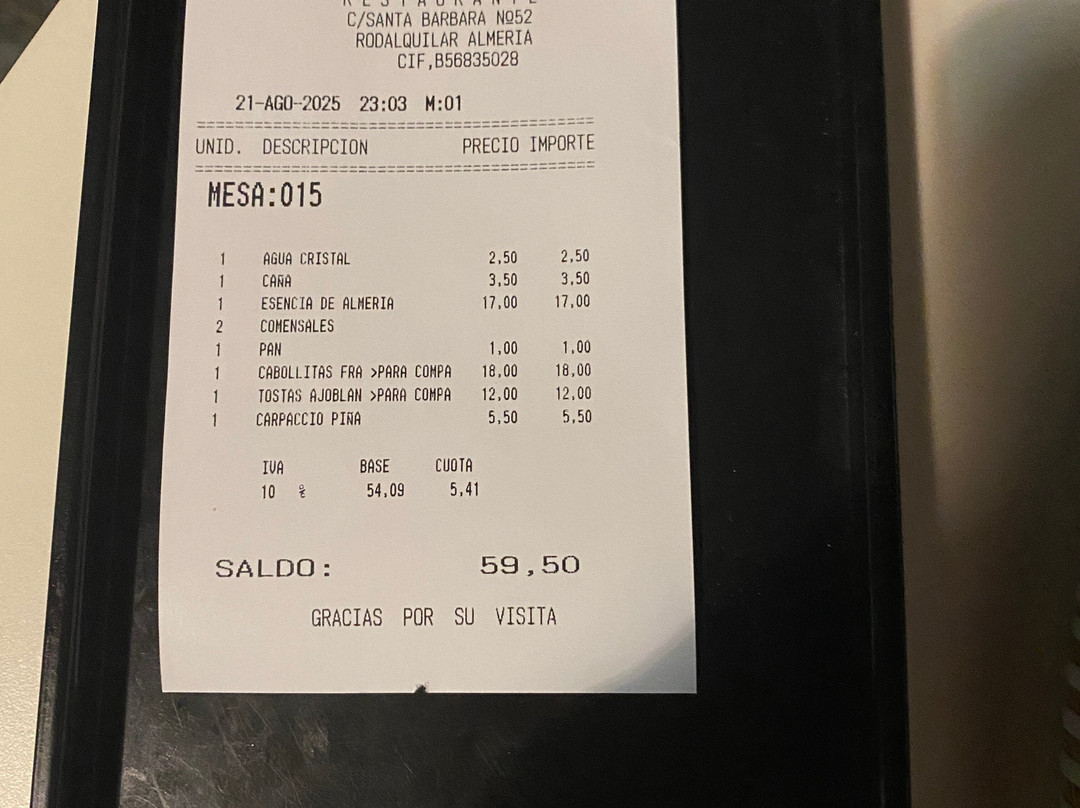 RESTAURANTE
C/SANTA BARBARA Nº52
RODALQUILAR ALMERIA
CIF,B56835028
21-AGO-2025 23:03 M:01
UNID. DESCRIPCION PRECIO IMPORTE
MESA:015
1 AGUA CRISTAL 2,50 2,50
1 CAÑA 3,50 3,50
1 ESENCIA DE ALMERIA 17,00 17,00
2 COMENSALES
1 PAN 1,00 1,00
1 CABOLLITAS FRA >PARA COMPA 18,00 18,00
1 TOSTAS AJOBLAN >PARA COMPA 12,00 12,00
1 CARPACCIO PIÑA 5,50 5,50
IVA BASE CUOTA
10 % 54,09 5,41
SALDO: 59,50
GRACIAS POR SU VISITA